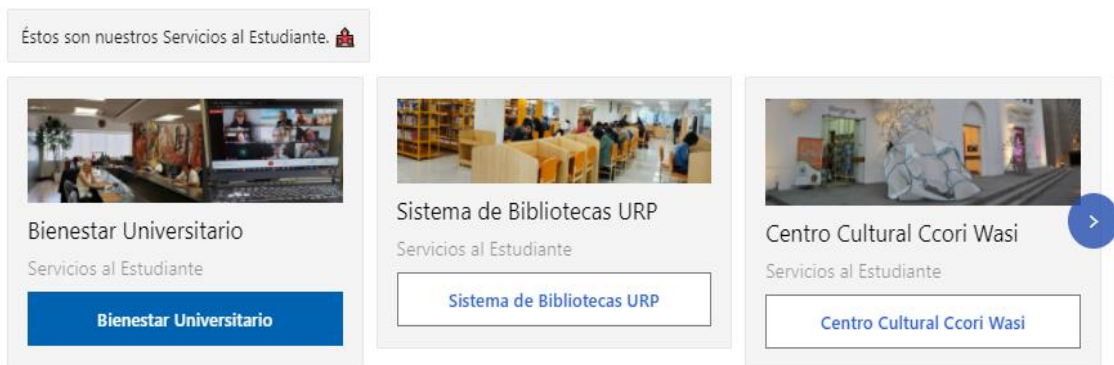 Éstos son nuestros Servicios al Estudiante.
Bienestar Universitario
Servicios al Estudiante
Bienestar Universitario
Sistema de Bibliotecas URP
Servicios al Estudiante
Sistema de Bibliotecas URP
Centro Cultural Ccori Wasi
Servicios al Estudiante
Centro Cultural Ccori Wasi